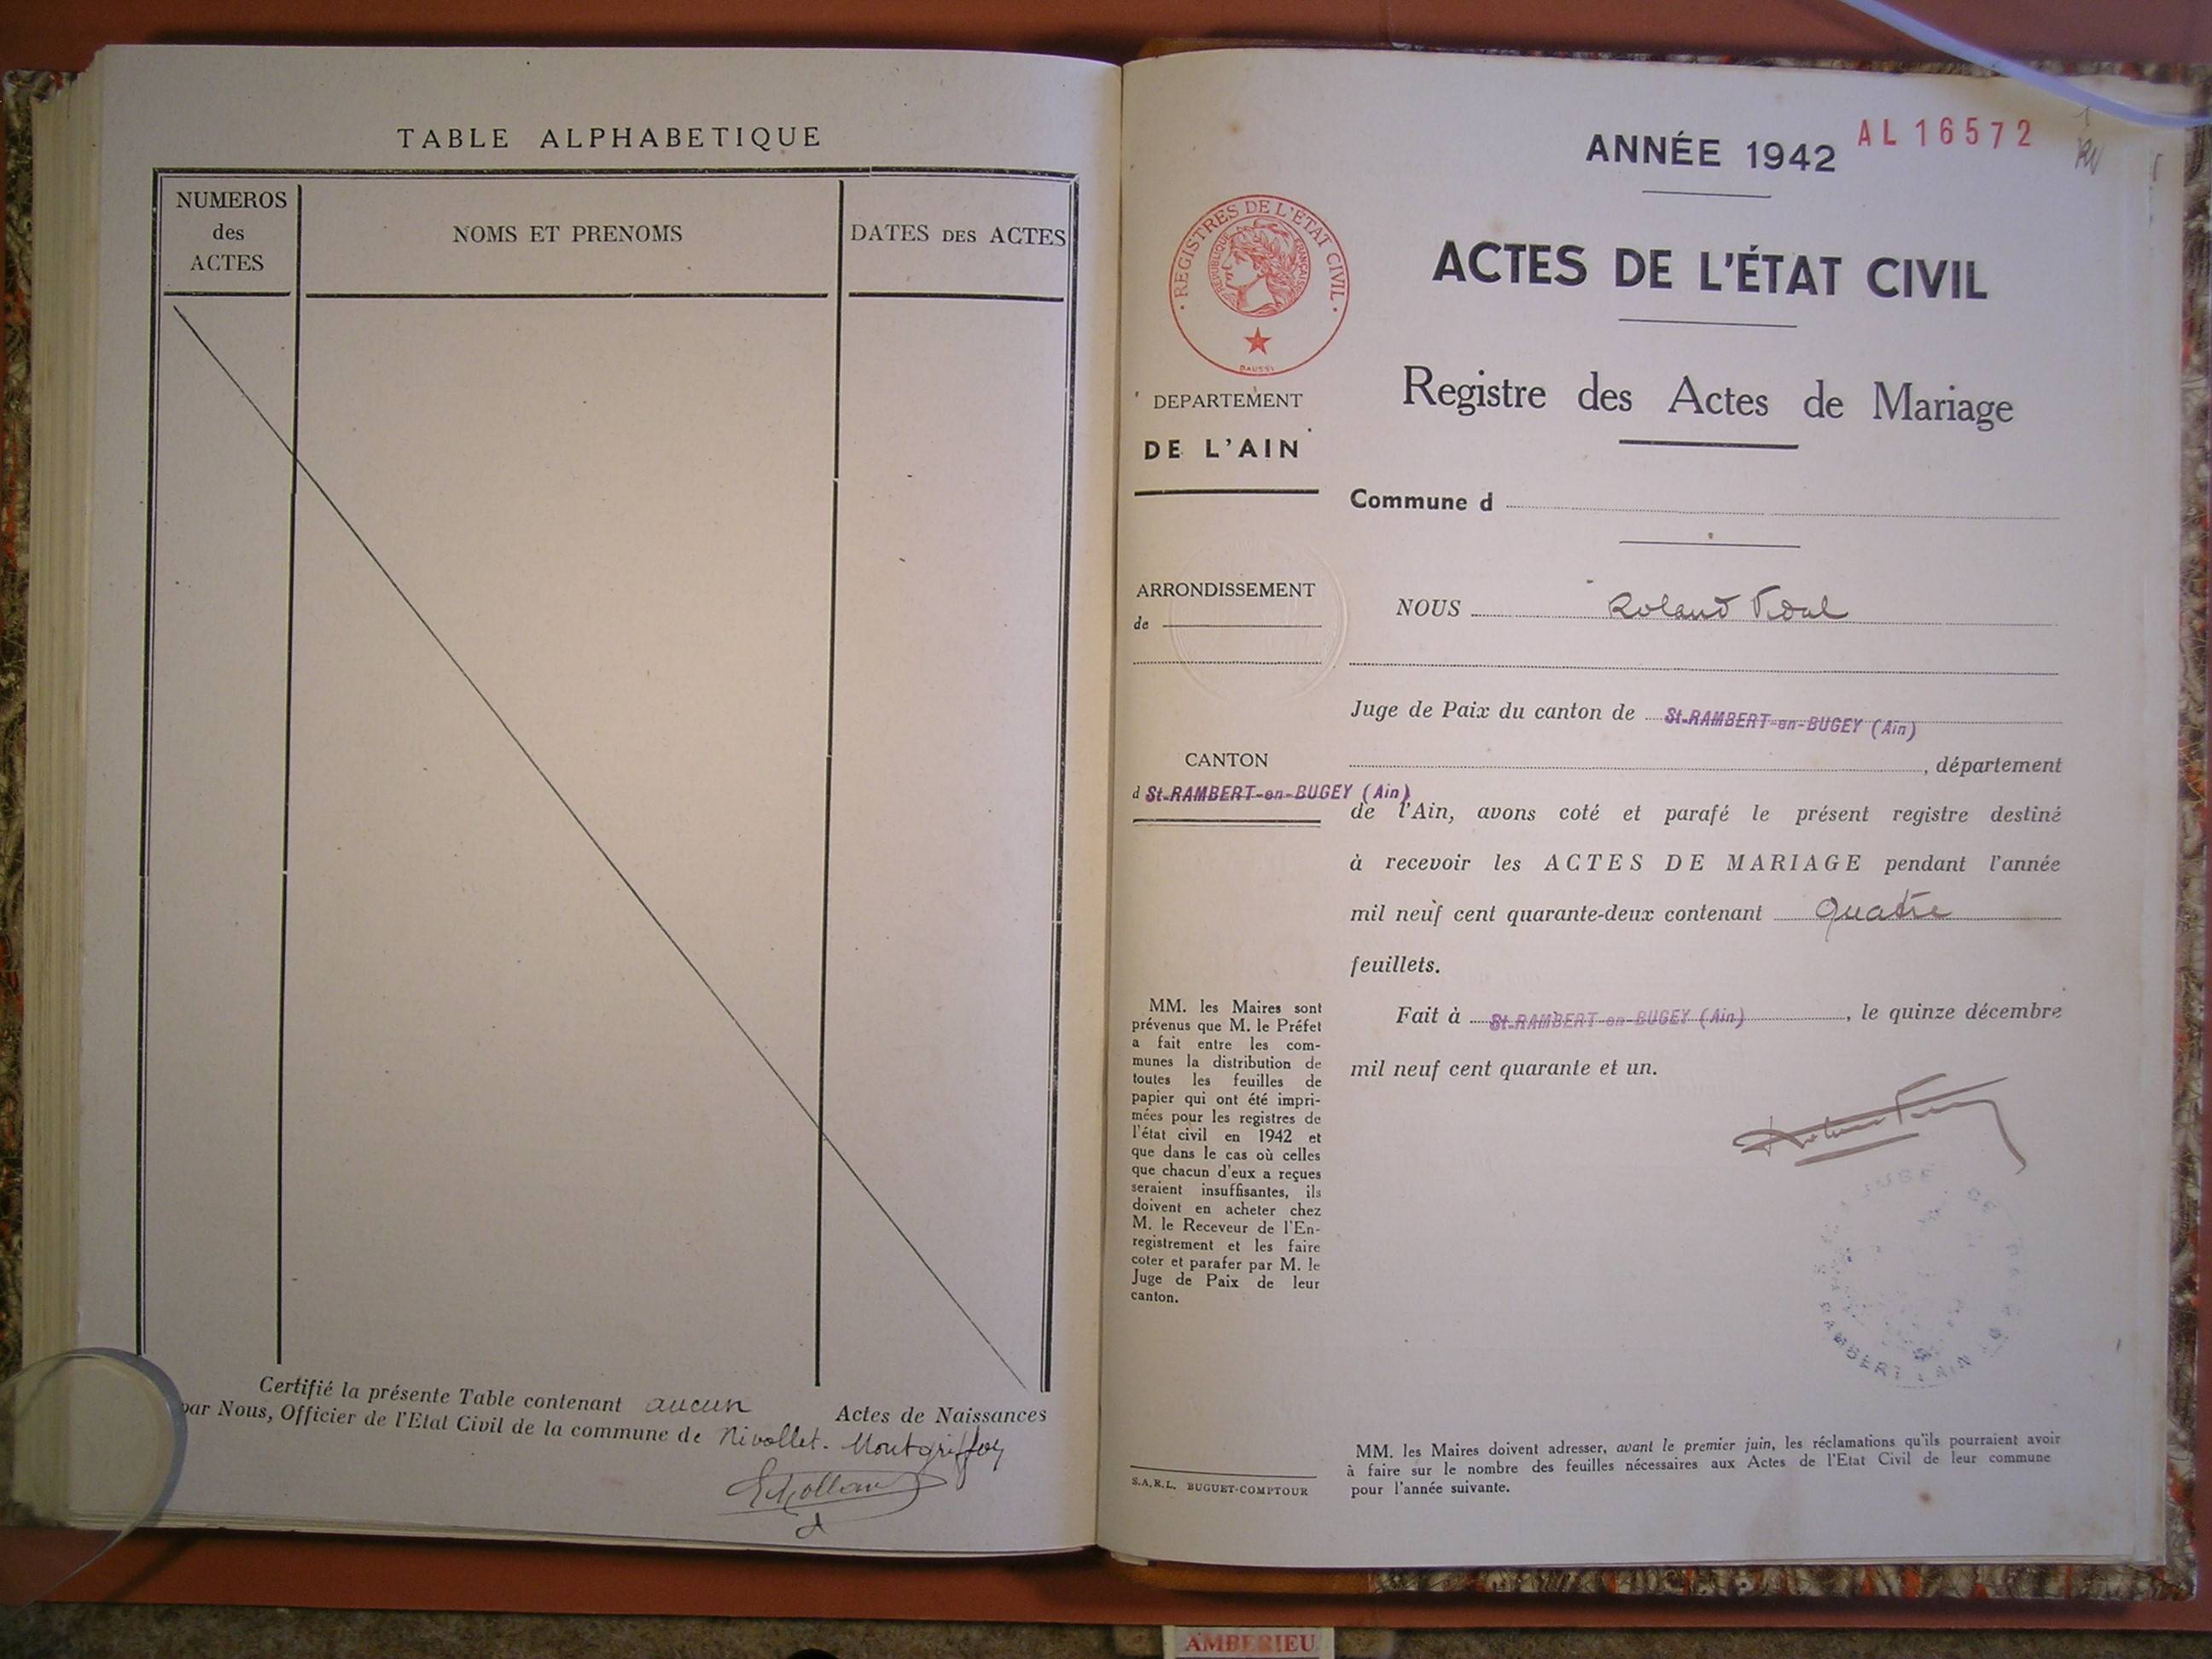 TABLE ALPHABETIQUE
NUMEROS
des
ACTES
NOMS ET PRENOMS
DATES DES ACTES
Certifié la présente Table contenant aucun Actes de Naissances
par Nous, Officier de l'Etat Civil de la commune de Nivollet-Montgriffon
ANNÉE 1942
AL 16572
ACTES DE L'ÉTAT CIVIL
Registre des Actes de Mariage
· REGISTRES DE L'ÉTAT CIVIL ·
RÉPUBLIQUE FRANÇAISE
DEPARTEMENT
DE L'AIN
ARRONDISSEMENT
de
CANTON
d St-RAMBERT-en-BUGEY (Ain)
MM. les Maires sont
prévenus que M. le Préfet
a fait entre les com-
munes la distribution de
toutes les feuilles de
papier qui ont été impri-
mées pour les registres de
l'état civil en 1942 et
que dans le cas où celles
que chacun d'eux a reçues
seraient insuffisantes, ils
doivent en acheter chez
M. le Receveur de l'En-
registrement et les faire
coter et parafer par M. le
Juge de Paix de leur
canton.
S.A.R.L. BUGUET-COMPTOUR
Commune d
NOUS Roland Vidal
Juge de Paix du canton de St-RAMBERT-en-BUGEY (Ain)
, département
de l'Ain, avons coté et parafé le présent registre destiné
à recevoir les ACTES DE MARIAGE pendant l'année
mil neuf cent quarante-deux contenant quatre
feuillets.
Fait à St-RAMBERT-en-BUGEY (Ain), le quinze décembre
mil neuf cent quarante et un.
MM. les Maires doivent adresser, avant le premier juin, les réclamations qu'ils pourraient avoir
à faire sur le nombre des feuilles nécessaires aux Actes de l'Etat Civil de leur commune
pour l'année suivante.
AMBERIEU